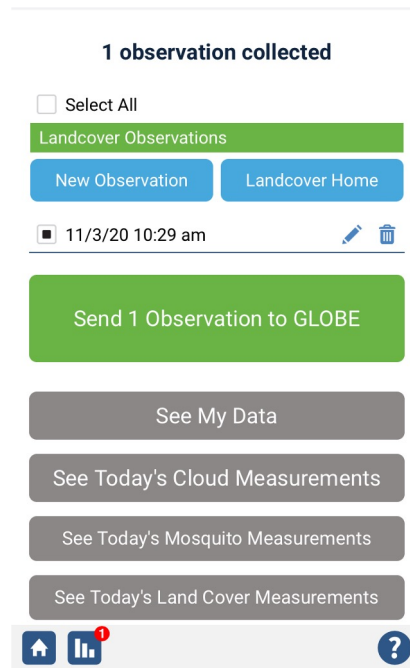 1 observation collected
Select All
Landcover Observations
New Observation
Landcover Home
11/3/20 10:29 am
Send 1 Observation to GLOBE
See My Data
See Today's Cloud Measurements
See Today's Mosquito Measurements
See Today's Land Cover Measurements
1
?